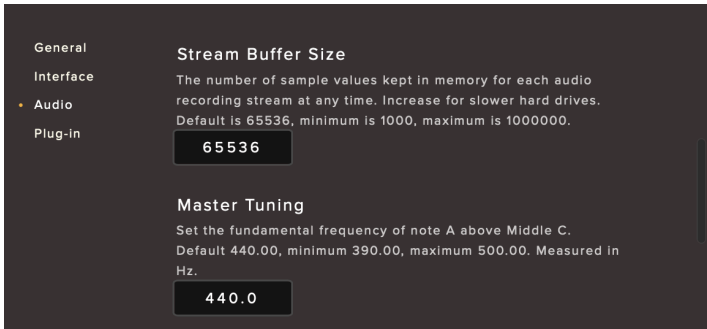 General
Interface
Audio
Plug-in
Stream Buffer Size
The number of sample values kept in memory for each audio
recording stream at any time. Increase for slower hard drives.
Default is 65536, minimum is 1000, maximum is 1000000.
65536
Master Tuning
Set the fundamental frequency of note A above Middle C.
Default 440.00, minimum 390.00, maximum 500.00. Measured in
Hz.
440.0